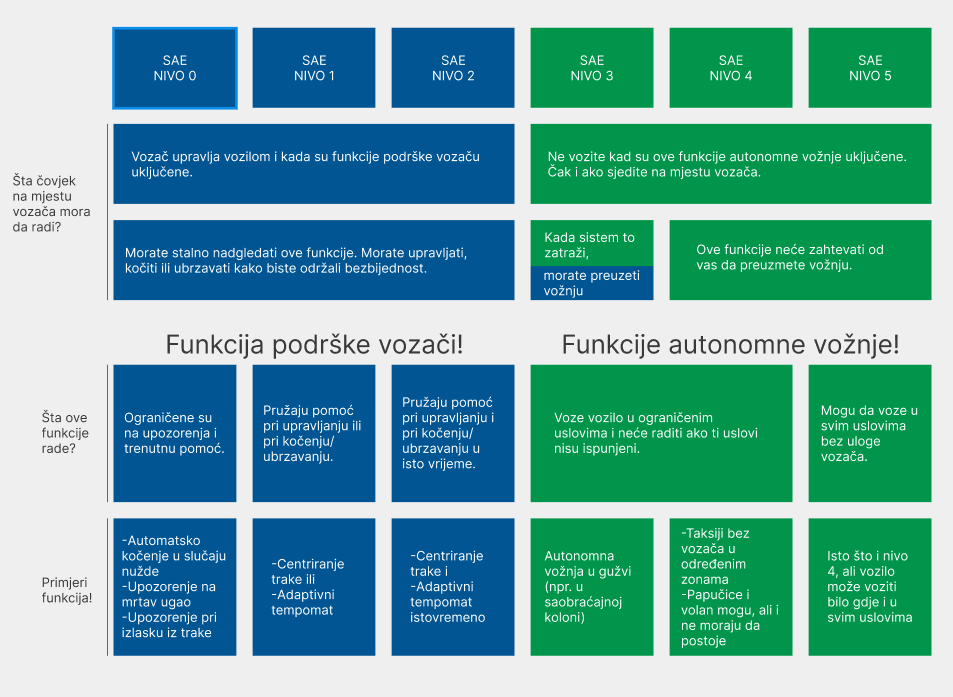 SAE
NIVO 0
SAE
NIVO 1
SAE
NIVO 2
SAE
NIVO 3
SAE
NIVO 4
SAE
NIVO 5
Šta čovjek
na mjestu
vozača mora
da radi?
Vozač upravlja vozilom i kada su funkcije podrške vozaču
uključene.
Ne vozite kad su ove funkcije autonomne vožnje uključene.
Čak i ako sjedite na mjestu vozača.
Morate stalno nadgledati ove funkcije. Morate upravljati,
kočiti ili ubrzavati kako biste održali bezbijednost.
Kada sistem to
zatraži,
morate preuzeti
vožnju
Ove funkcije neće zahtevati od
vas da preuzmete vožnju.
Funkcija podrške vozači!
Funkcije autonomne vožnje!
Šta ove
funkcije
rade?
Ograničene su
na upozorenja i
trenutnu pomoć.
Pružaju pomoć
pri upravljanju ili
pri kočenju/
ubrzavanju.
Pružaju pomoć
pri upravljanju i
pri kočenju/
ubrzavanju u
isto vrijeme.
Voze vozilo u ograničenim
uslovima i neće raditi ako ti uslovi
nisu ispunjeni.
Mogu da voze u
svim uslovima
bez uloge
vozača.
Primjeri
funkcija!
-Automatsko
kočenje u slučaju
nužde
-Upozorenje na
mrtav ugao
-Upozorenje pri
izlasku iz trake
-Centriranje
trake ili
-Adaptivni
tempomat
-Centriranje
trake i
-Adaptivni
tempomat
istovremeno
Autonomna
vožnja u gužvi
(npr. u
saobraćajnoj
koloni)
-Taksiji bez
vozača u
određenim
zonama
-Papučice i
volan mogu, ali i
ne moraju da
postoje
Isto što i nivo
4, ali vozilo
može voziti
bilo gdje i u
svim uslovima